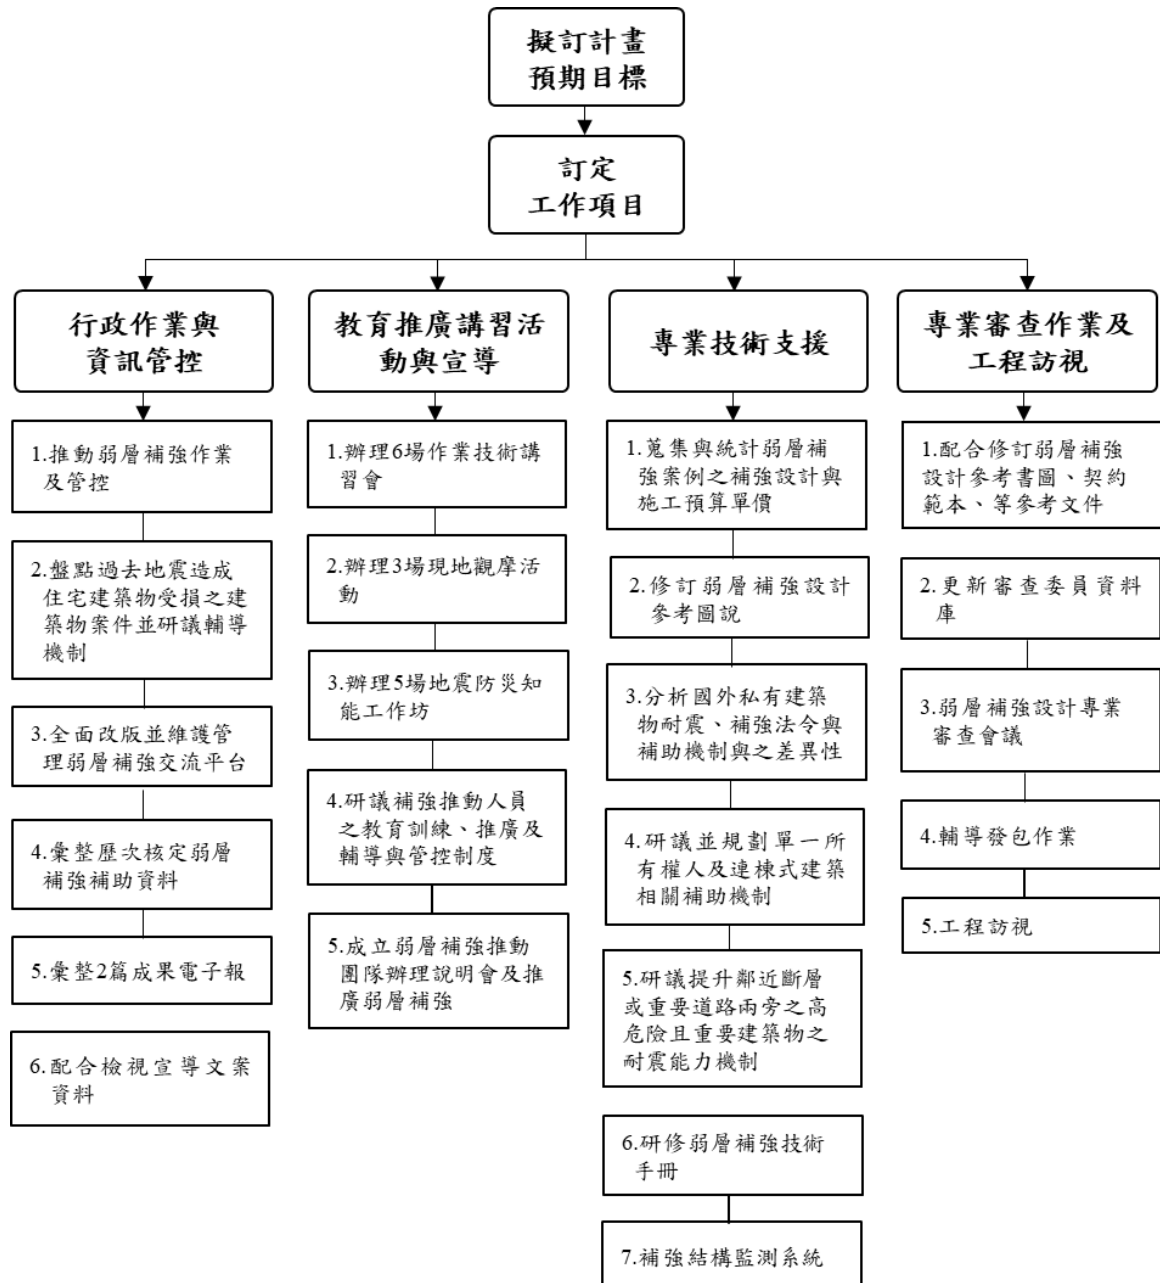 擬訂計畫
預期目標
訂定
工作項目
行政作業與
資訊管控
1.推動弱層補強作業
及管控
2.盤點過去地震造成
住宅建築物受損之建
築物案件並研議輔導
機制
3.全面改版並維護管
理弱層補強交流平台
4.彙整歷次核定弱層
補強補助資料
5.彙整2篇成果電子報
6.配合檢視宣導文案
資料
教育推廣講習活
動與宣導
1.辦理6場作業技術講
習會
2.辦理3場現地觀摩活
動
3.辦理5場地震防災知
能工作坊
4.研議補強推動人員
之教育訓練、推廣及
輔導與管控制度
5.成立弱層補強推動
團隊辦理說明會及推
廣弱層補強
專業技術支援
1.蒐集與統計弱層補
強案例之補強設計與
施工預算單價
2.修訂弱層補強設計
參考圖說
3.分析國外私有建築
物耐震、補強法令與
補助機制與之差異性
4.研議並規劃單一所
有權人及連棟式建築
相關補助機制
5.研議提升鄰近斷層
或重要道路兩旁之高
危險且重要建築物之
耐震能力機制
6.研修弱層補強技術
手冊
7.補強結構監測系統
專業審查作業及
工程訪視
1.配合修訂弱層補強
設計參考書圖、契約
範本、等參考文件
2.更新審查委員資料
庫
3.弱層補強設計專業
審查會議
4.輔導發包作業
5.工程訪視